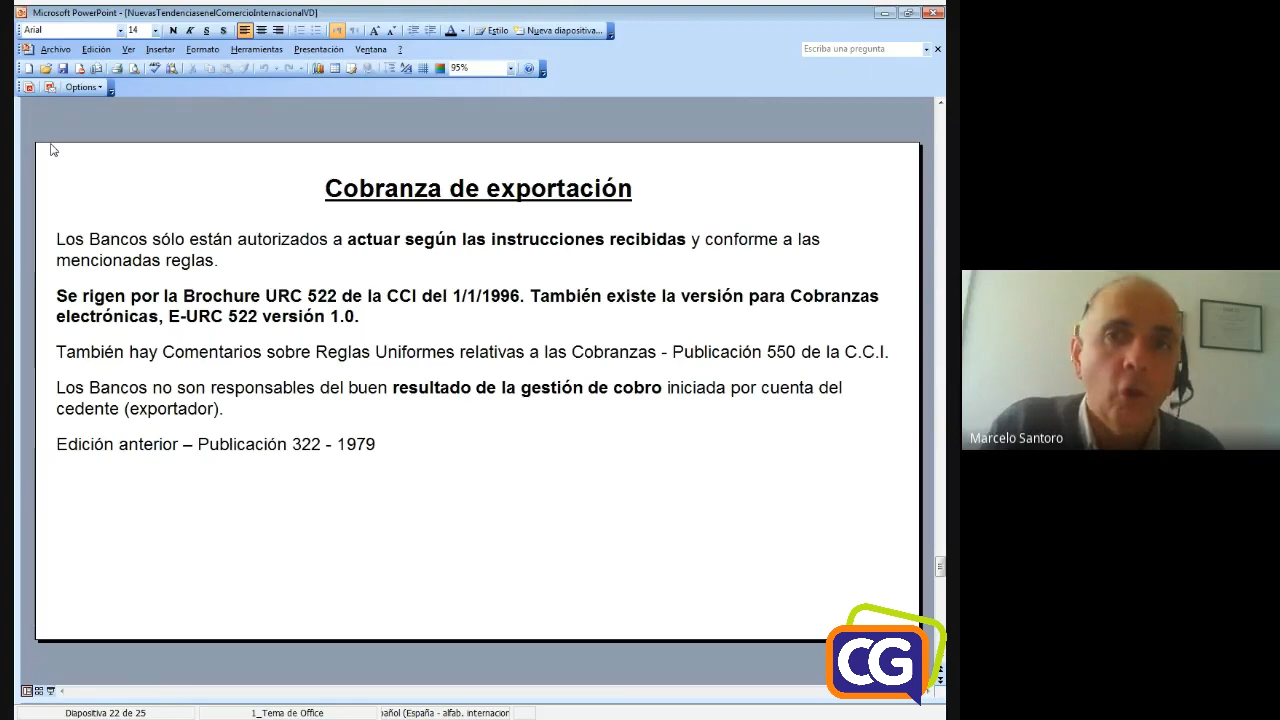 Microsoft PowerPoint - [NuevasTendenciasenelComercioInternacionalVD]
Arial 14 N K S S A A A Estilo Nueva diapositiva...
Archivo Edición Ver Insertar Formato Herramientas Presentación Ventana ? Escriba una pregunta
95%
Options
Cobranza de exportación
Los Bancos sólo están autorizados a actuar según las instrucciones recibidas y conforme a las
mencionadas reglas.
Se rigen por la Brochure URC 522 de la CCI del 1/1/1996. También existe la versión para Cobranzas
electrónicas, E-URC 522 versión 1.0.
También hay Comentarios sobre Reglas Uniformes relativas a las Cobranzas - Publicación 550 de la C.C.I.
Los Bancos no son responsables del buen resultado de la gestión de cobro iniciada por cuenta del
cedente (exportador).
Edición anterior – Publicación 322 - 1979
Marcelo Santoro
CG
Diapositiva 22 de 25 1_Tema de Office añol (España - alfab. internacion